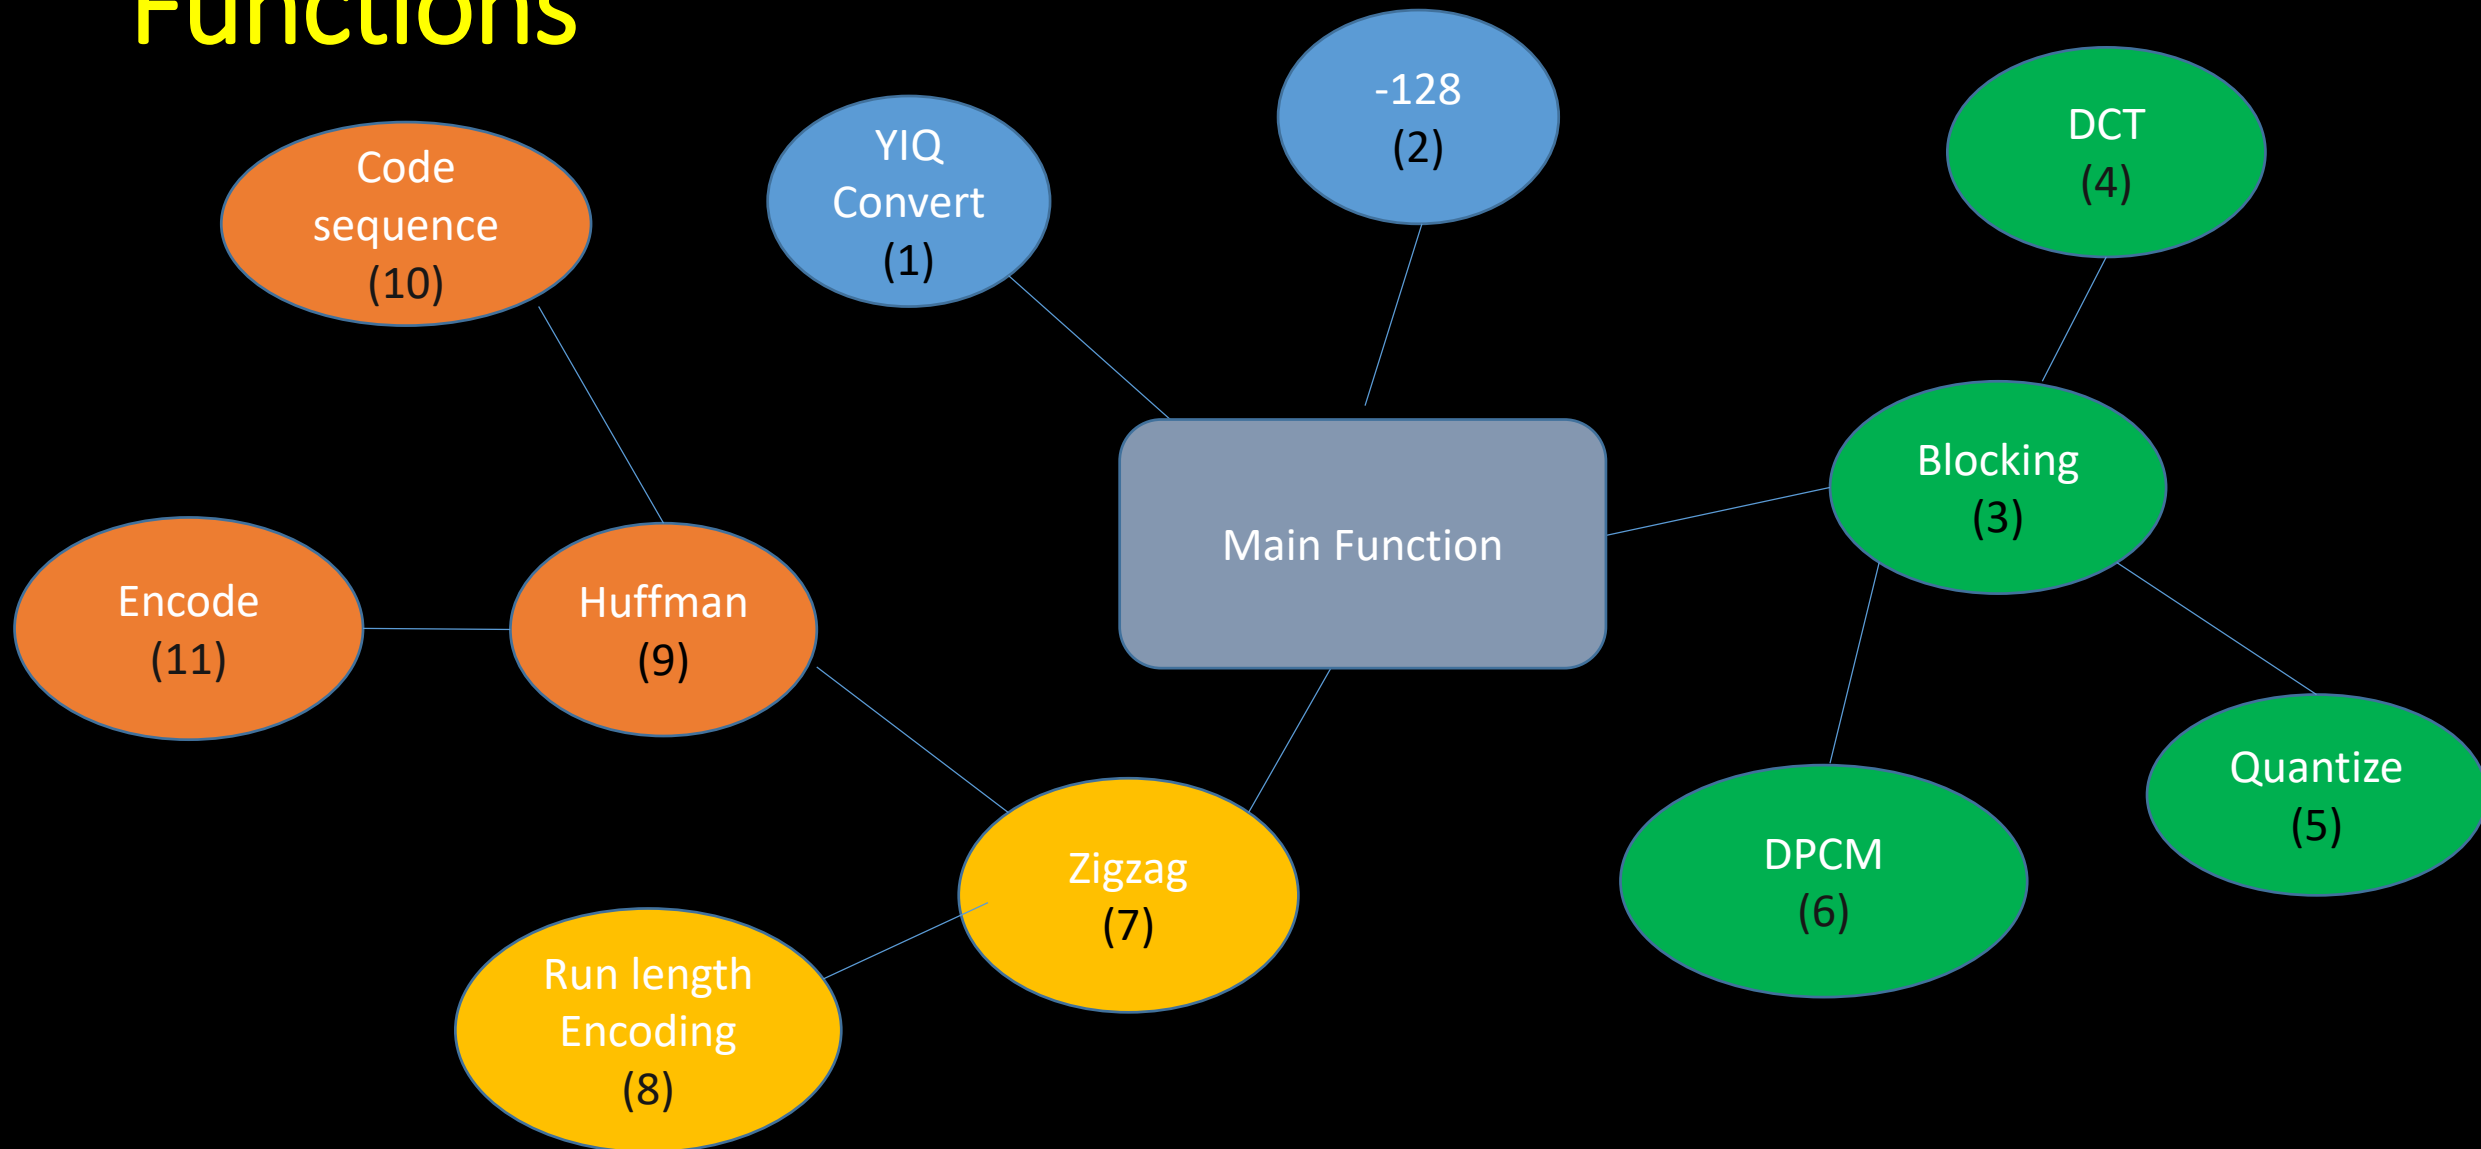 Functions
-128
(2)
YIQ
Convert
(1)
DCT
(4)
Code
sequence
(10)
Blocking
(3)
Main Function
Encode
(11)
Huffman
(9)
Quantize
(5)
DPCM
(6)
Zigzag
(7)
Run length
Encoding
(8)